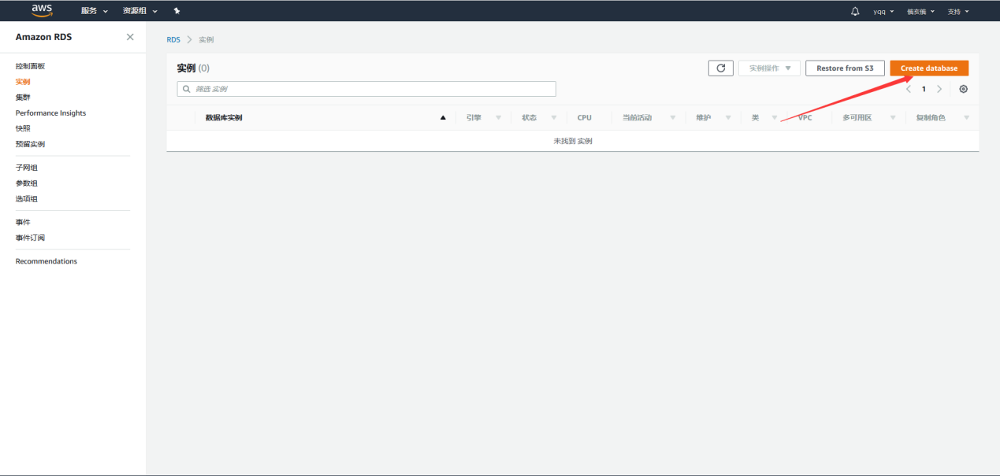 aws 服务 资源组 yqq 俄亥俄 支持
Amazon RDS
控制面板
实例
集群
Performance Insights
快照
预留实例
子网组
参数组
选项组
事件
事件订阅
Recommendations
RDS 实例
实例 (0) 实例操作 Restore from S3 Create database
筛选 实例 1
数据库实例 引擎 状态 CPU 当前活动 维护 类 VPC 多可用区 复制角色
未找到 实例